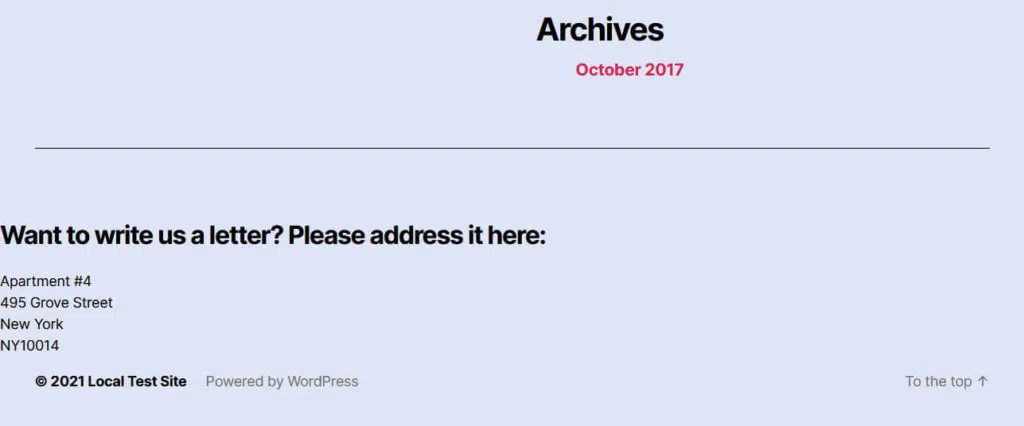 Archives
October 2017
Want to write us a letter? Please address it here:
Apartment #4
495 Grove Street
New York
NY10014
© 2021 Local Test Site Powered by WordPress To the top ↑